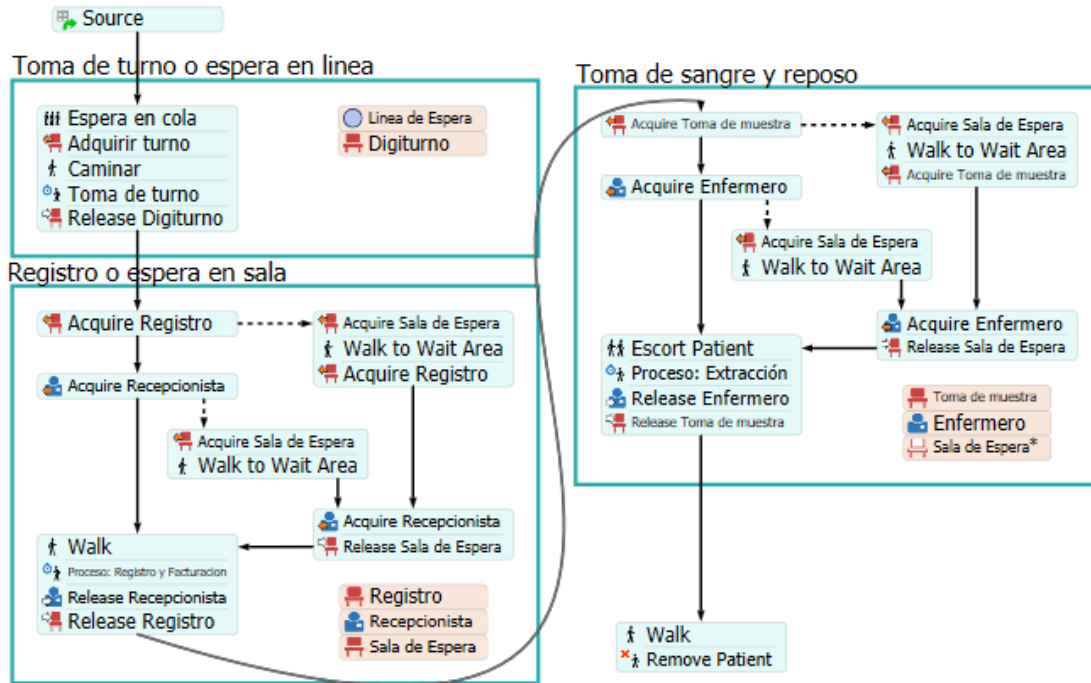 Source
Toma de turno o espera en linea
Espera en cola
Adquirir turno
Caminar
Toma de turno
Release Digiturno
Linea de Espera
Digiturno
Registro o espera en sala
Acquire Registro
Acquire Sala de Espera
Walk to Wait Area
Acquire Registro
Acquire Recepcionista
Acquire Sala de Espera
Walk to Wait Area
Acquire Recepcionista
Release Sala de Espera
Walk
Proceso: Registro y Facturacion
Release Recepcionista
Release Registro
Registro
Recepcionista
Sala de Espera
Toma de sangre y reposo
Acquire Toma de muestra
Acquire Sala de Espera
Walk to Wait Area
Acquire Toma de muestra
Acquire Enfermero
Acquire Sala de Espera
Walk to Wait Area
Acquire Enfermero
Release Sala de Espera
Escort Patient
Proceso: Extracción
Release Enfermero
Release Toma de muestra
Toma de muestra
Enfermero
Sala de Espera*
Walk
Remove Patient